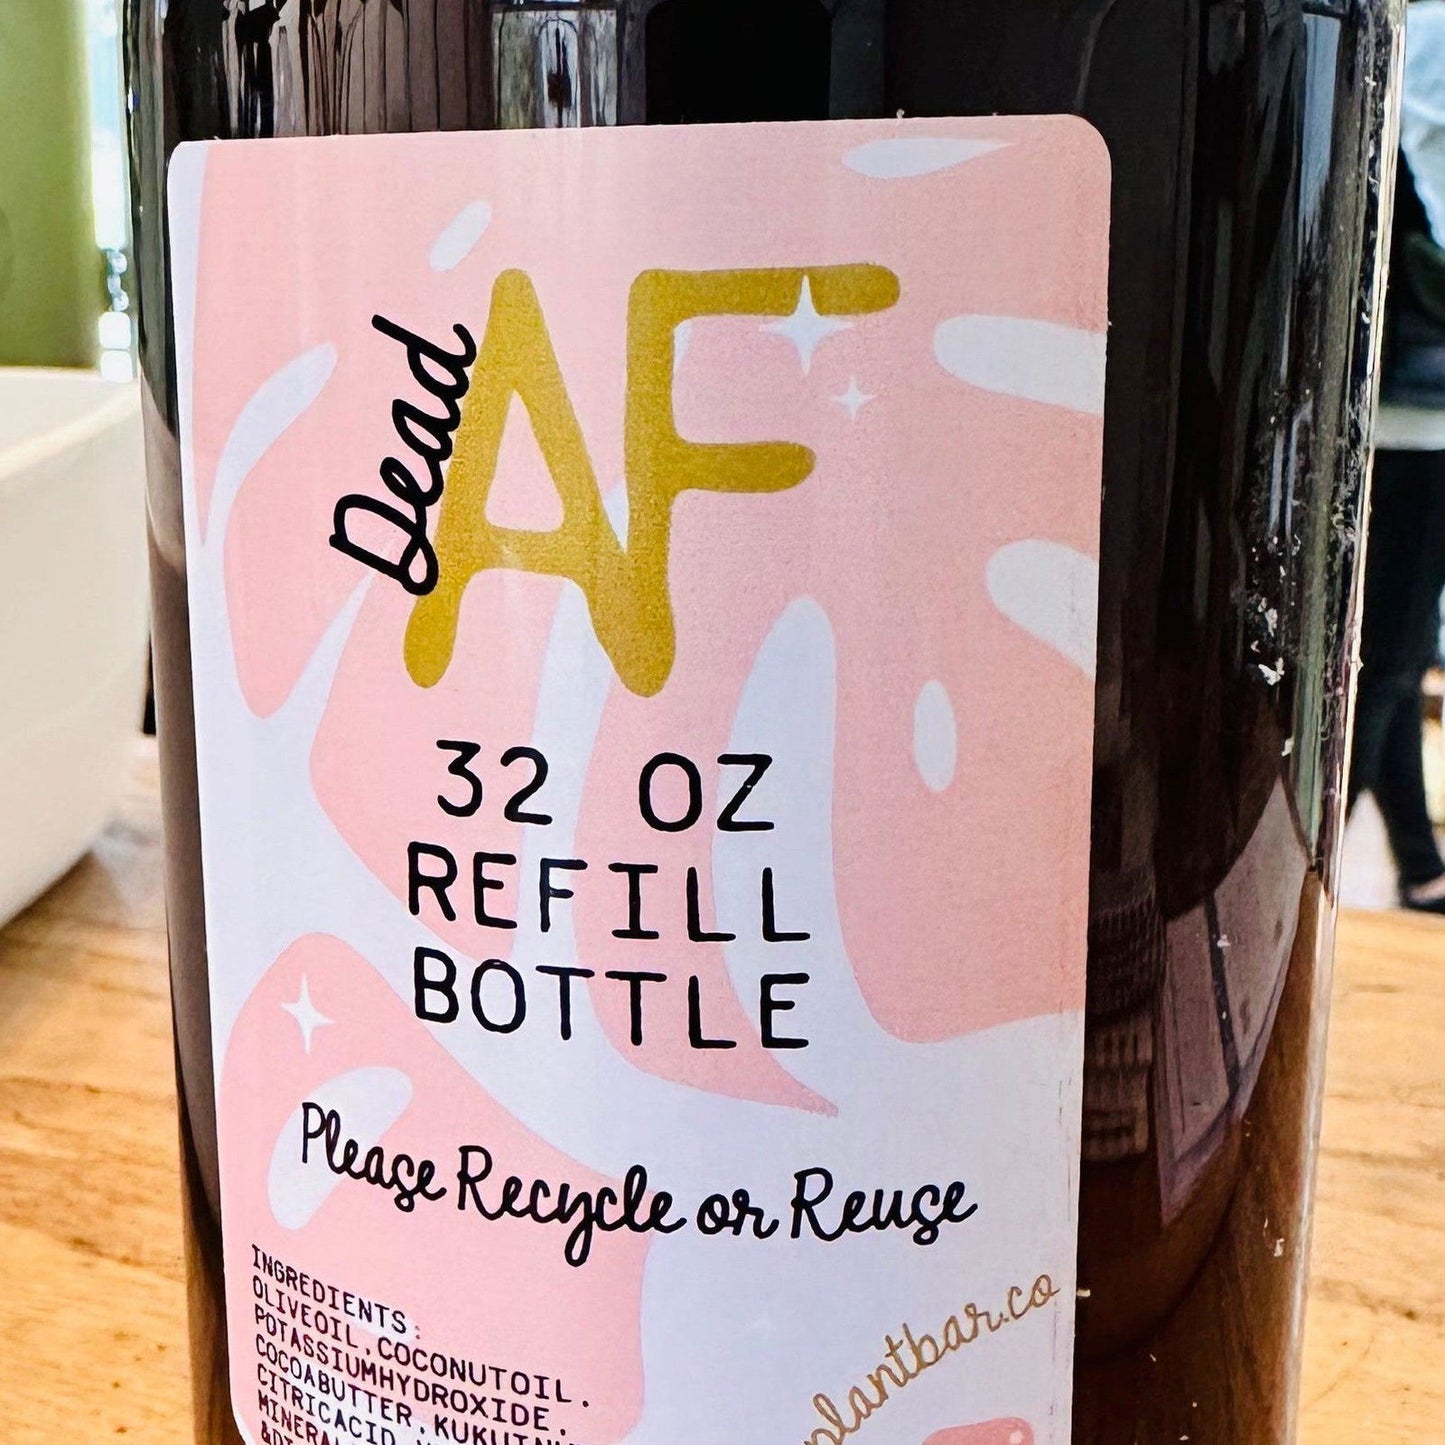 Dead AF
32 OZ
REFILL
BOTTLE
Please Recycle or Reuse
INGREDIENTS:
OLIVEOIL,COCONUTOIL.
POTASSIUMHYDROXIDE.
COCOABUTTER,
CITRICACID.
plantbar.co